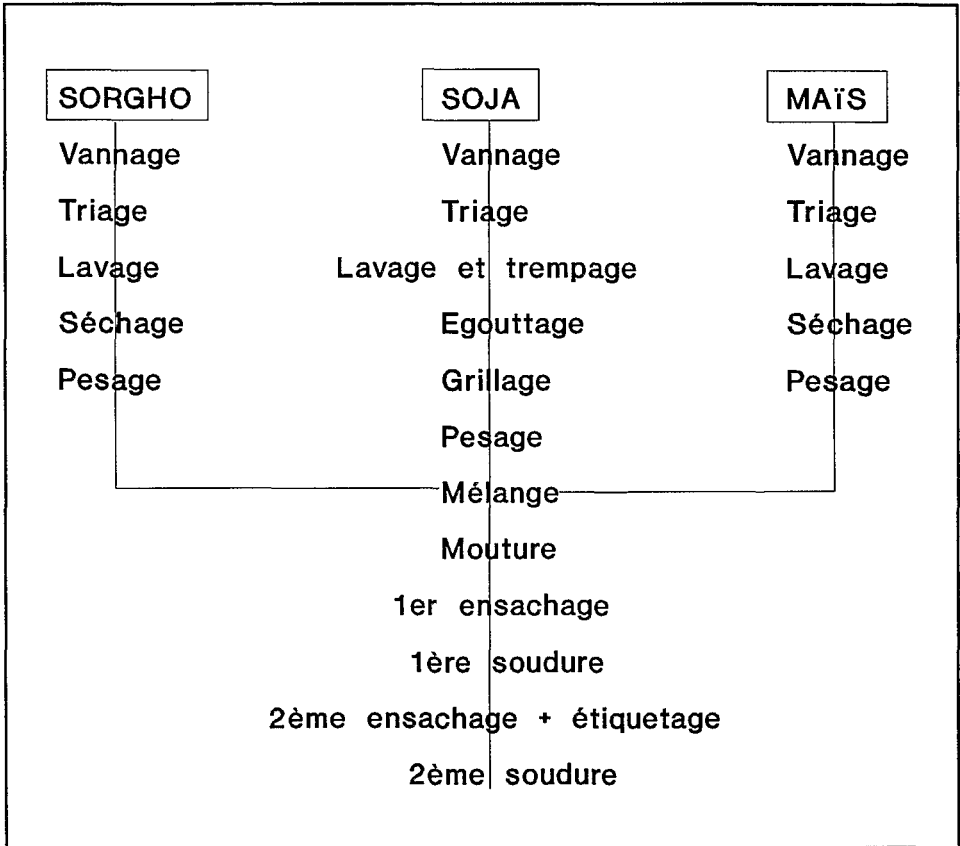 SORGHO SOJA MAïS
Vannage Vannage Vannage
Triage Triage Triage
Lavage Lavage et trempage Lavage
Séchage Egouttage Séchage
Pesage Grillage Pesage
Pesage
Mélange
Mouture
1er ensachage
1ère soudure
2ème ensachage + étiquetage
2ème soudure